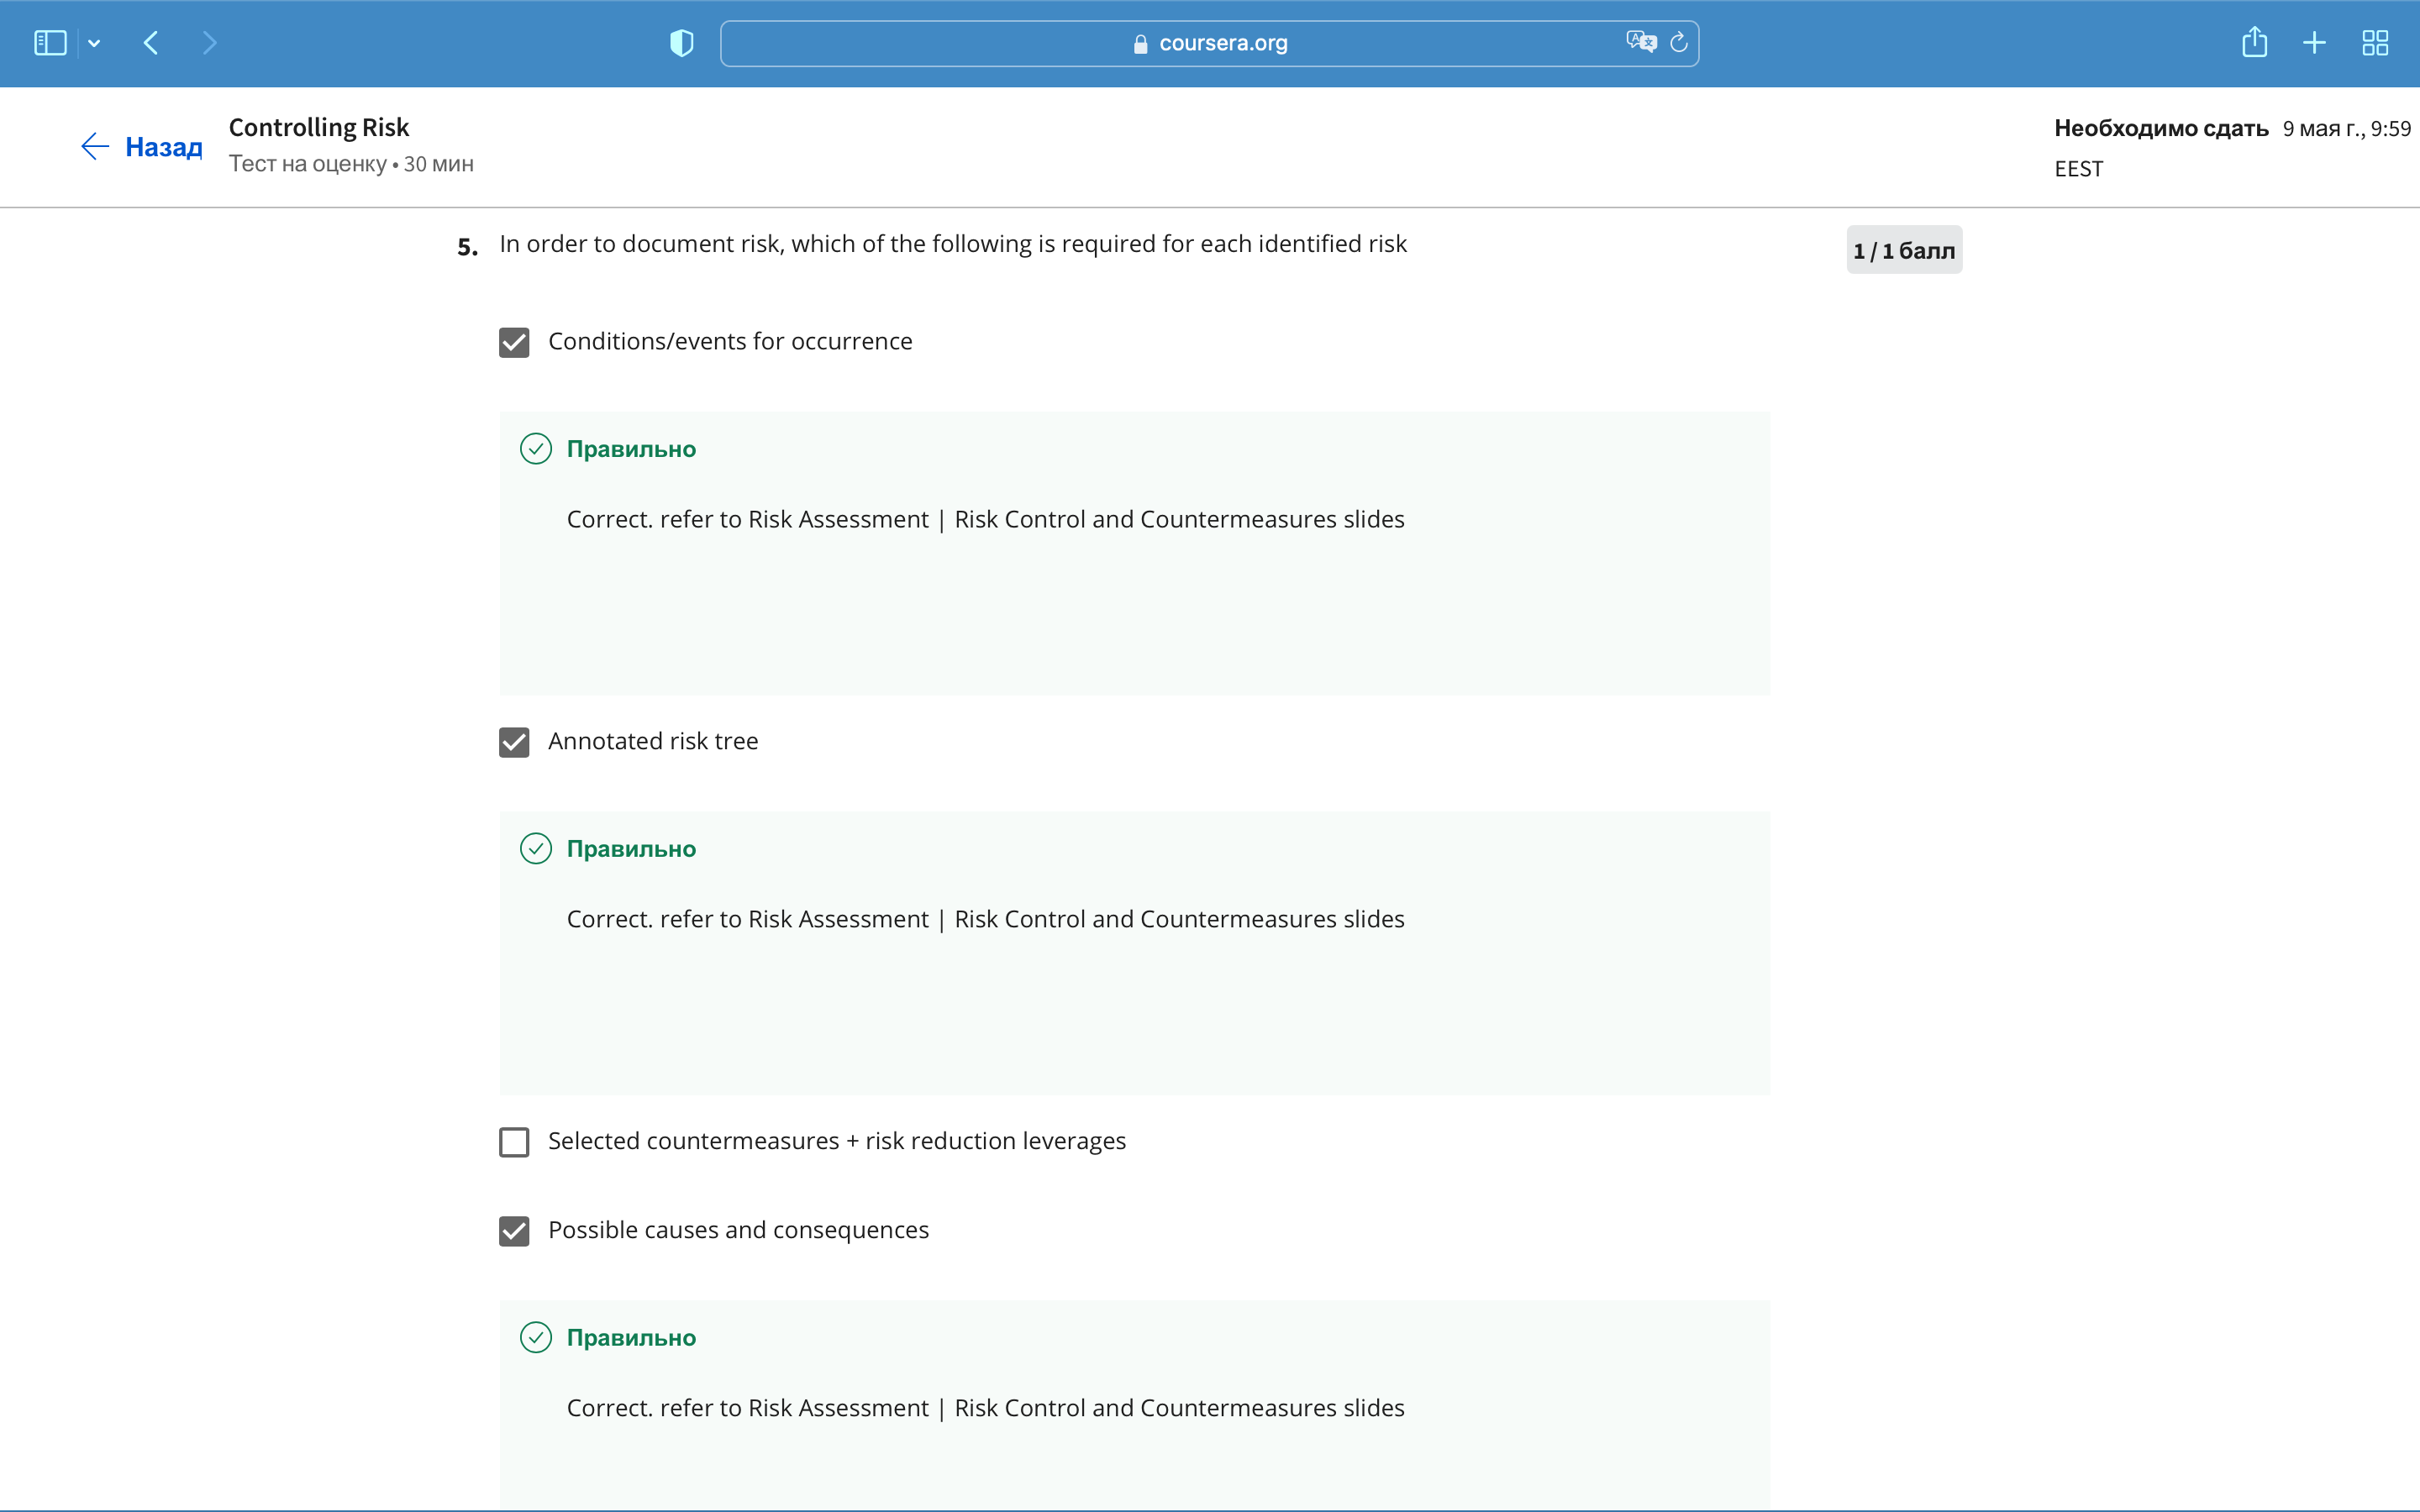 coursera.org
Назад
Controlling Risk
Тест на оценку • 30 мин
Необходимо сдать 9 мая г., 9:59
EEST
5. In order to document risk, which of the following is required for each identified risk
1 / 1 балл
Conditions/events for occurrence
Правильно
Correct. refer to Risk Assessment | Risk Control and Countermeasures slides
Annotated risk tree
Правильно
Correct. refer to Risk Assessment | Risk Control and Countermeasures slides
Selected countermeasures + risk reduction leverages
Possible causes and consequences
Правильно
Correct. refer to Risk Assessment | Risk Control and Countermeasures slides